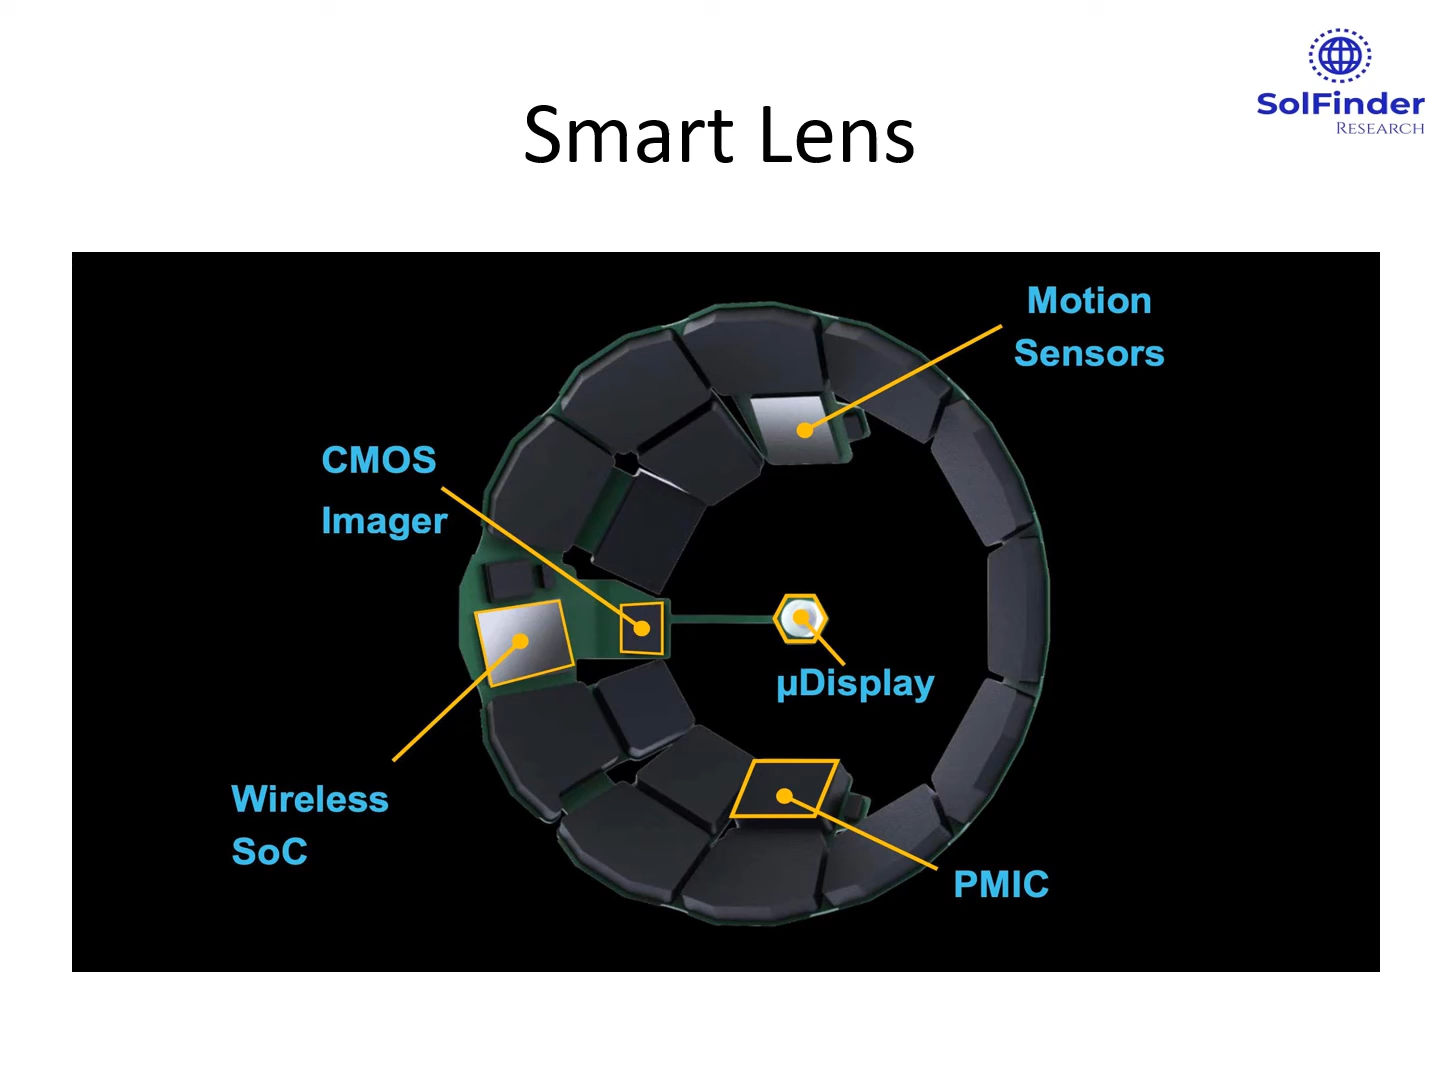 SolFinder
RESEARCH
Smart Lens
Motion
Sensors
CMOS
Imager
µDisplay
Wireless
SoC
PMIC